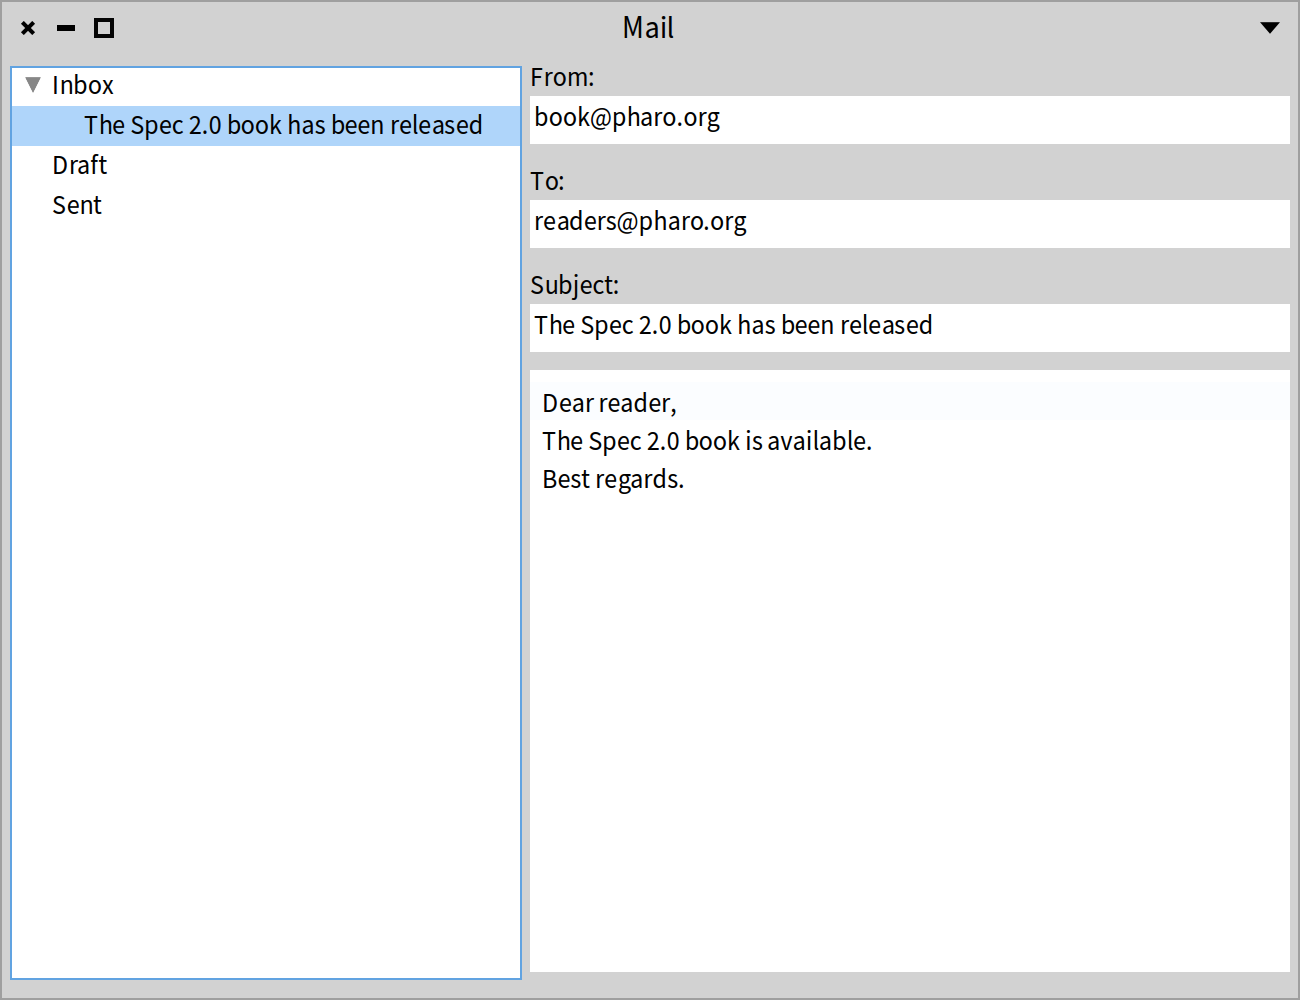 Mail
Inbox
The Spec 2.0 book has been released
Draft
Sent
From:
book@pharo.org
To:
readers@pharo.org
Subject:
The Spec 2.0 book has been released
Dear reader,
The Spec 2.0 book is available.
Best regards.